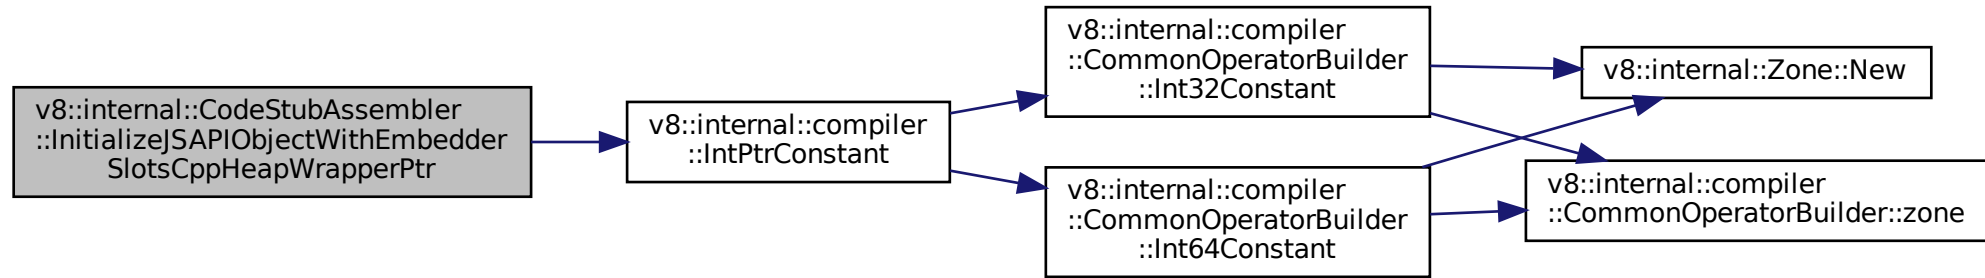 v8::internal::CodeStubAssembler
::InitializeJSAPIObjectWithEmbedder
SlotsCppHeapWrapperPtr
v8::internal::compiler
::IntPtrConstant
v8::internal::compiler
::CommonOperatorBuilder
::Int32Constant
v8::internal::compiler
::CommonOperatorBuilder
::Int64Constant
v8::internal::Zone::New
v8::internal::compiler
::CommonOperatorBuilder::zone